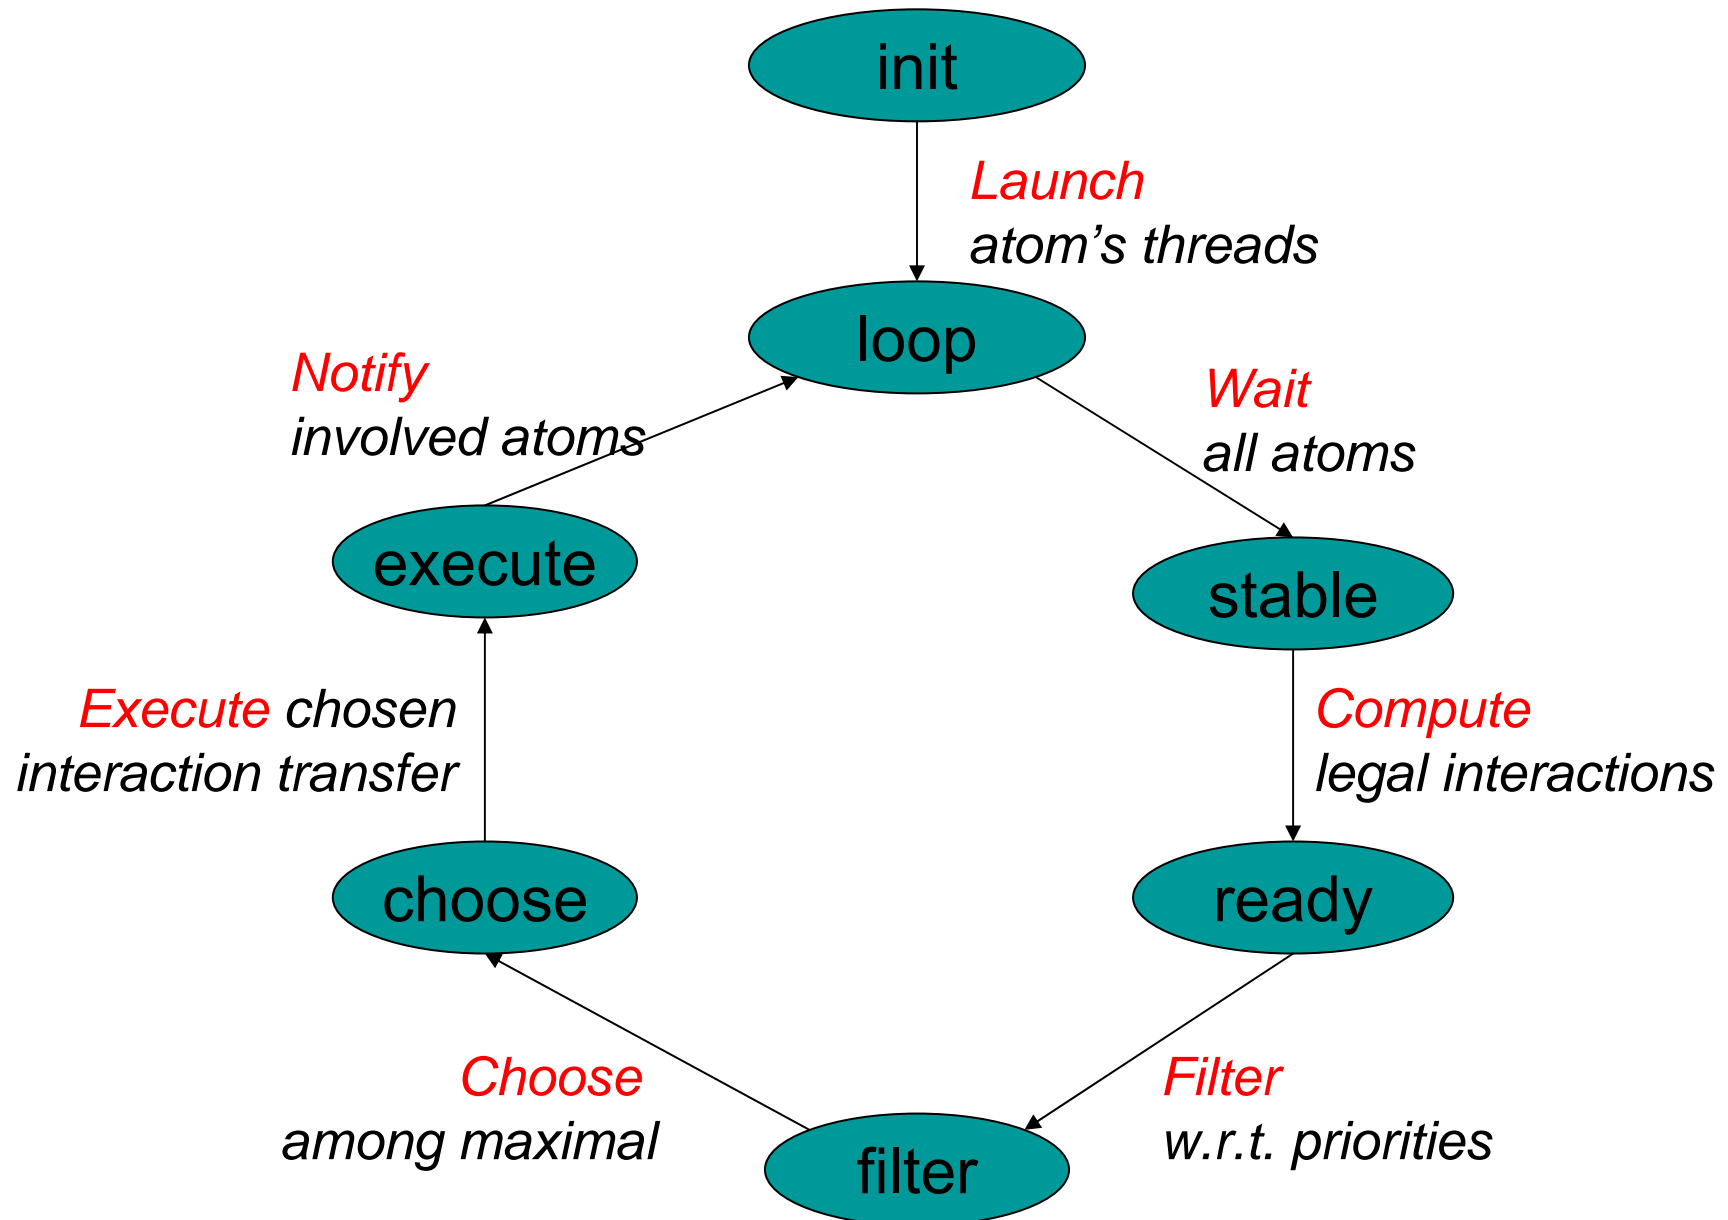 init
Launch
atom’s threads
loop
Notify
involved atoms
Wait
all atoms
execute
stable
Execute chosen
interaction transfer
Compute
legal interactions
choose
ready
Choose
among maximal
Filter
w.r.t. priorities
filter